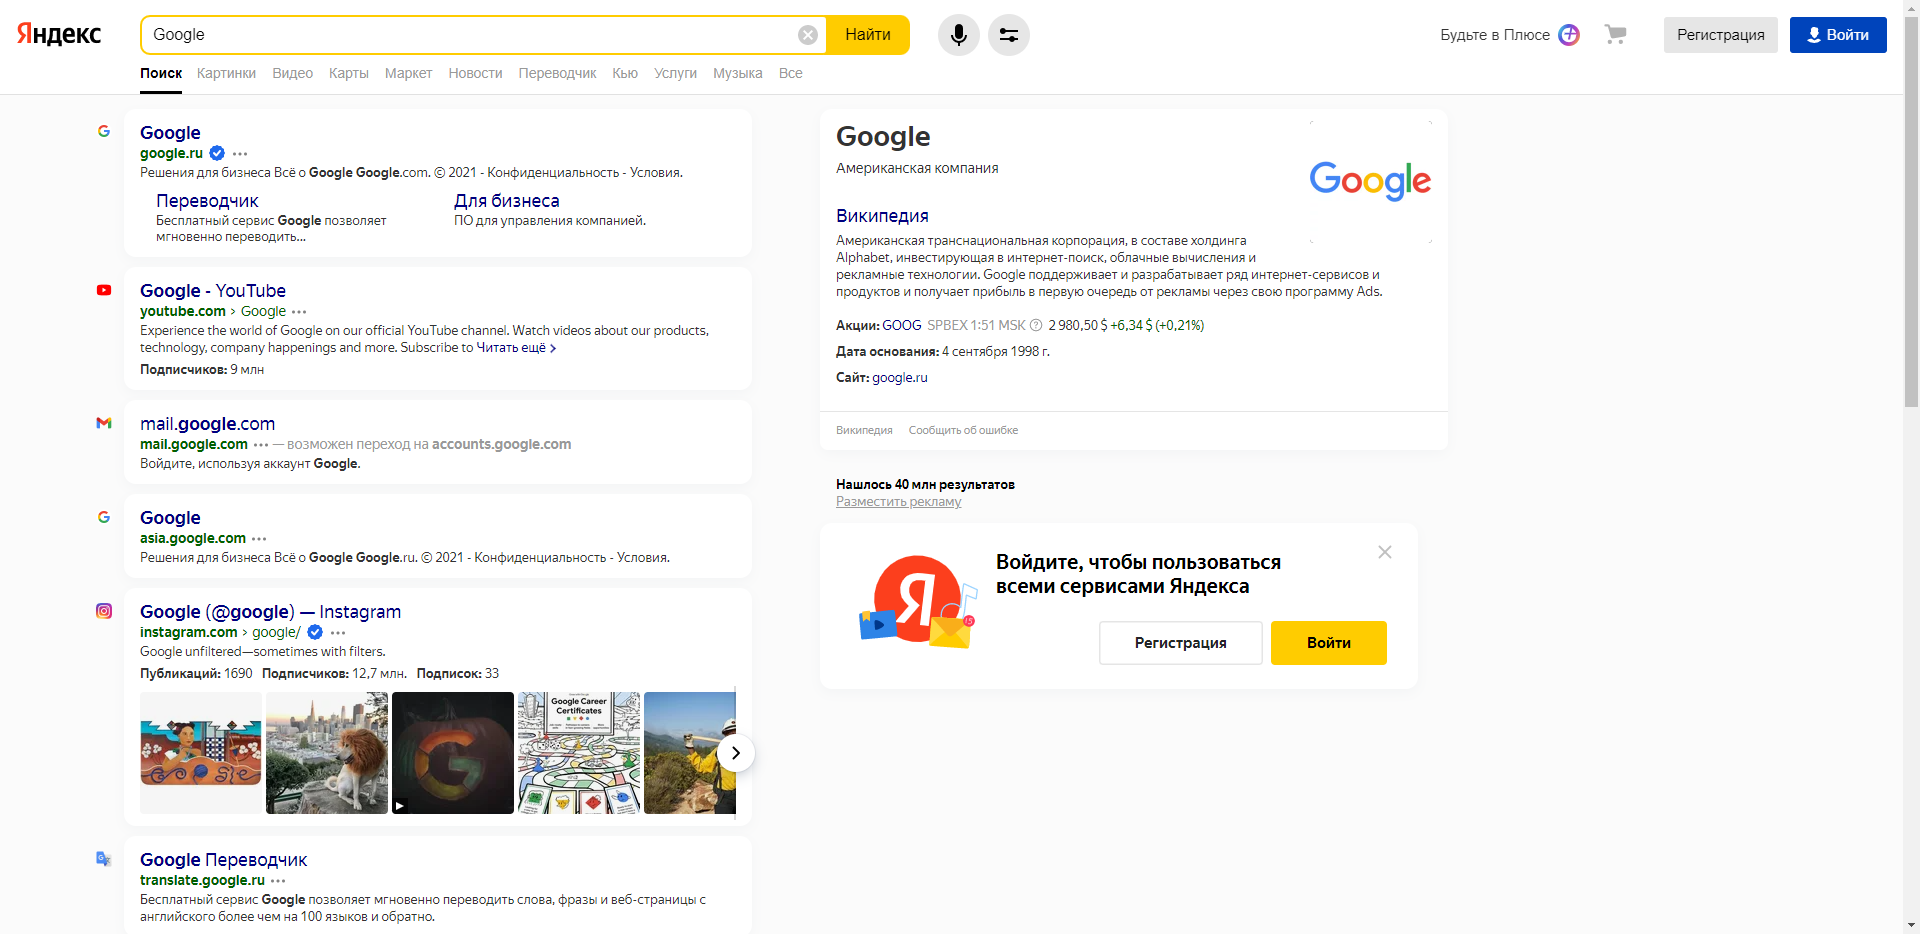 Яндекс
Google
Найти
Будьте в Плюсе
Регистрация
Войти
Поиск Картинки Видео Карты Маркет Новости Переводчик Кью Услуги Музыка Все
Google
google.ru
Решения для бизнеса Всё о Google Google.com. © 2021 - Конфиденциальность - Условия.
Переводчик
Бесплатный сервис Google позволяет
мгновенно переводить...
Для бизнеса
ПО для управления компанией.
Google - YouTube
youtube.com › Google
Experience the world of Google on our official YouTube channel. Watch videos about our products,
technology, company happenings and more. Subscribe to Читать ещё >
Подписчиков: 9 млн
mail.google.com
mail.google.com ··· — возможен переход на accounts.google.com
Войдите, используя аккаунт Google.
Google
asia.google.com
Решения для бизнеса Всё о Google Google.ru. © 2021 - Конфиденциальность - Условия.
Google (@google) — Instagram
instagram.com › google/
Google unfiltered—sometimes with filters.
Публикаций: 1690 Подписчиков: 12,7 млн. Подписок: 33
Google Career
Certificates
Google Переводчик
translate.google.ru
Бесплатный сервис Google позволяет мгновенно переводить слова, фразы и веб-страницы с
английского более чем на 100 языков и обратно.
Google
Американская компания
Google
Википедия
Американская транснациональная корпорация, в составе холдинга
Alphabet, инвестирующая в интернет-поиск, облачные вычисления и
рекламные технологии. Google поддерживает и разрабатывает ряд интернет-сервисов и
продуктов и получает прибыль в первую очередь от рекламы через свою программу Ads.
Акции: GOOG SPBEX 1:51 MSK ? 2 980,50 $ +6,34 $ (+0,21%)
Дата основания: 4 сентября 1998 г.
Сайт: google.ru
Википедия Сообщить об ошибке
Нашлось 40 млн результатов
Разместить рекламу
Я
15
Войдите, чтобы пользоваться
всеми сервисами Яндекса
Регистрация
Войти